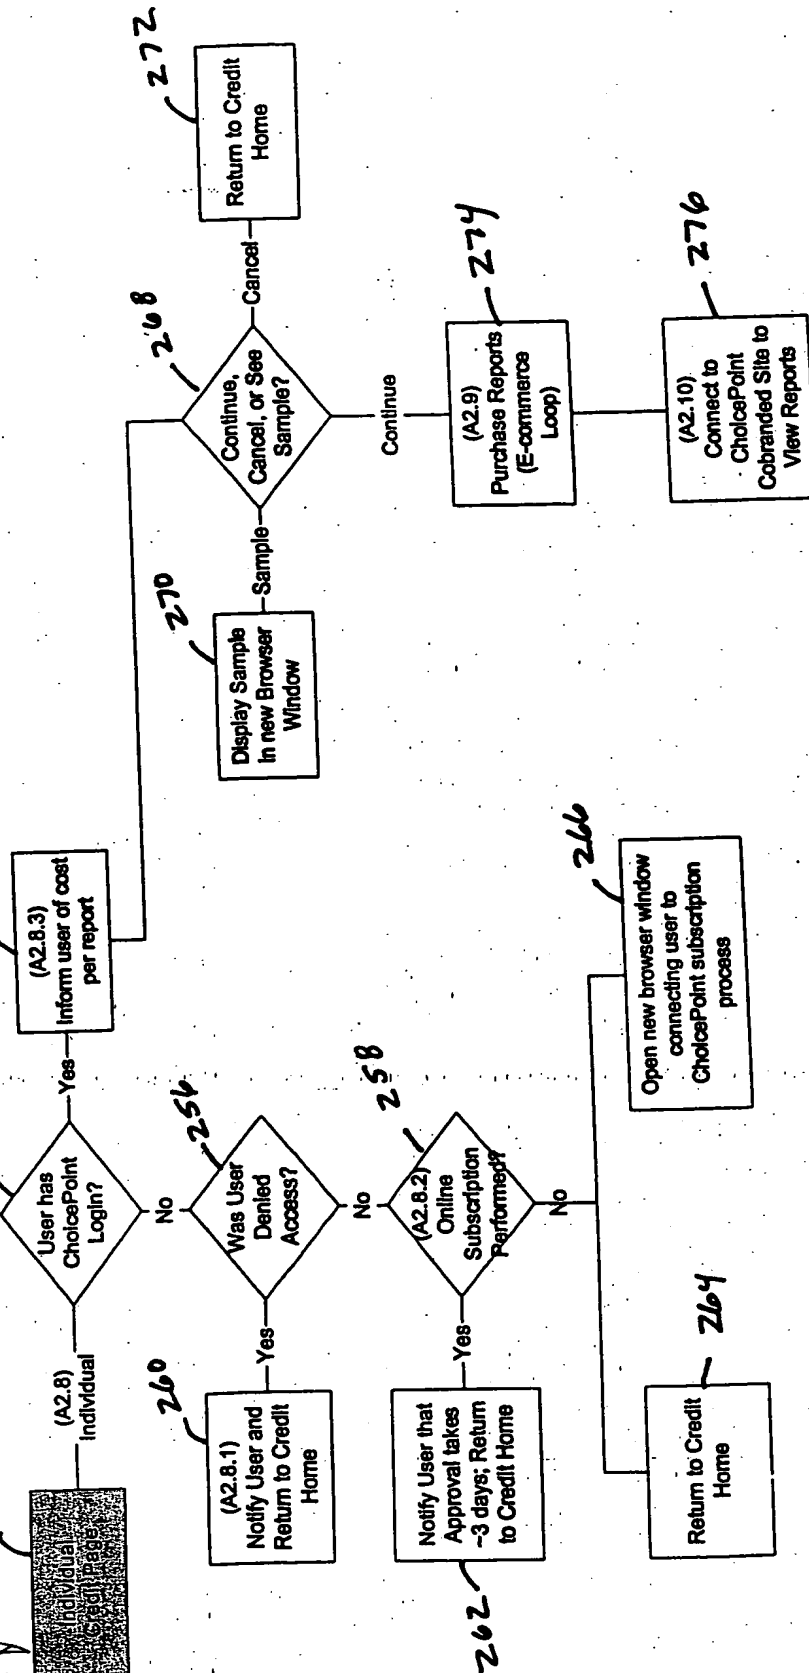 Individual
Credit Page
(A2.8)
Individual
User has
ChoicePoint
Login?
Yes
(A2.8.3)
Inform user of cost
per report
No
256
Was User
Denied
Access?
Yes
260
(A2.8.1)
Notify User and
Return to Credit
Home
No
258
(A2.8.2)
Online
Subscription
Performed?
Yes
262
Notify User that
Approval takes
~3 days; Return
to Credit Home
No
264
Return to Credit
Home
266
Open new browser window
connecting user to
ChoicePoint subscription
process
268
Continue,
Cancel, or See
Sample?
Sample
270
Display Sample
in new Browser
Window
Cancel
272
Return to Credit
Home
Continue
274
(A2.9)
Purchase Reports
(E-commerce
Loop)
276
(A2.10)
Connect to
ChoicePoint
Cobranded Site to
View Reports